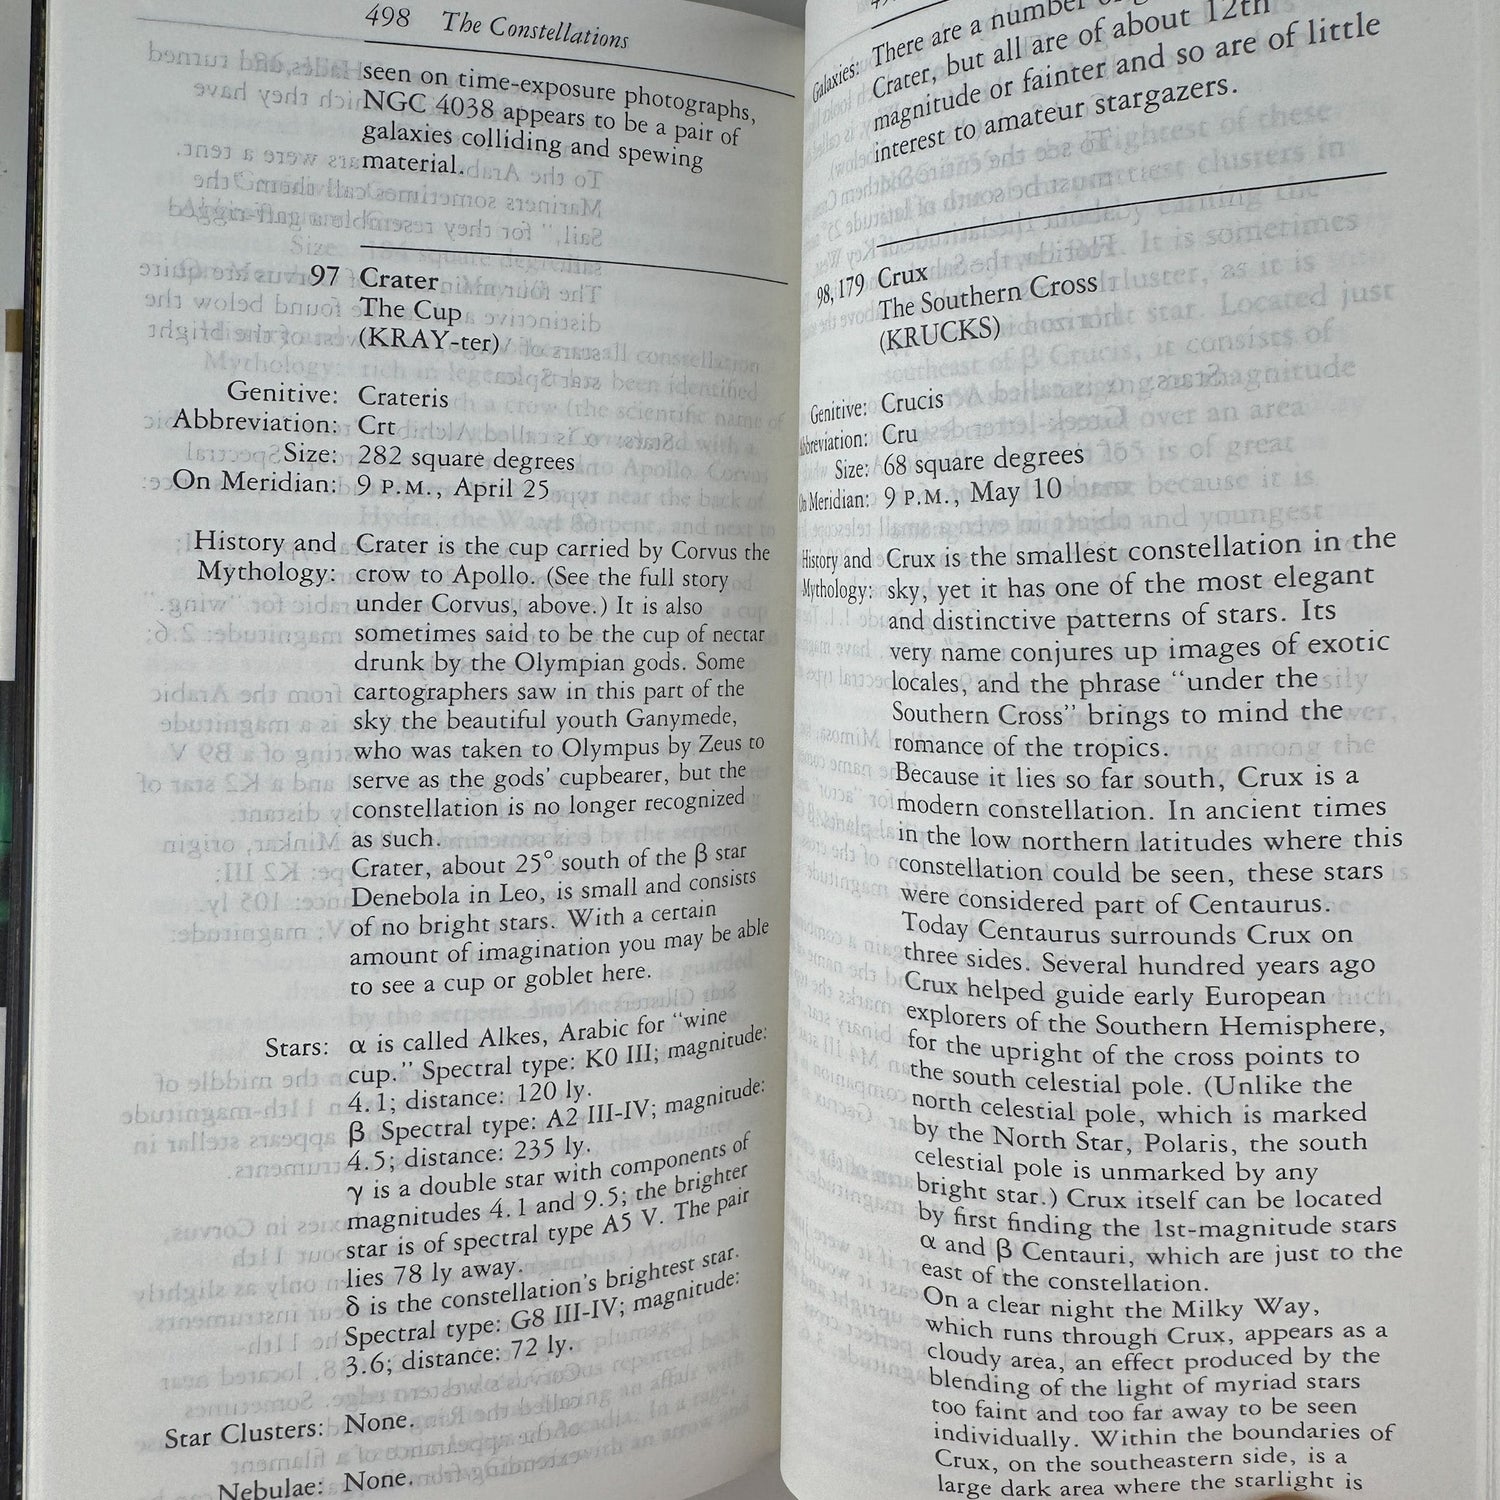 498 The Constellations
seen on time-exposure photographs,
NGC 4038 appears to be a pair of
galaxies colliding and spewing
material.
97 Crater
The Cup
(KRAY-ter)
Genitive: Crateris
Abbreviation: Crt
Size: 282 square degrees
On Meridian: 9 P.M., April 25
History and Crater is the cup carried by Corvus the
Mythology: crow to Apollo. (See the full story
under Corvus, above.) It is also
sometimes said to be the cup of nectar
drunk by the Olympian gods. Some
cartographers saw in this part of the
sky the beautiful youth Ganymede,
who was taken to Olympus by Zeus to
serve as the gods' cupbearer, but the
constellation is no longer recognized
as such.
Crater, about 25° south of the β star
Denebola in Leo, is small and consists
of no bright stars. With a certain
amount of imagination you may be able
to see a cup or goblet here.
Stars: α is called Alkes, Arabic for "wine
cup." Spectral type: K0 III; magnitude:
4.1; distance: 120 ly.
β Spectral type: A2 III-IV; magnitude:
4.5; distance: 235 ly.
γ is a double star with components of
magnitudes 4.1 and 9.5; the brighter
star is of spectral type A5 V. The pair
lies 78 ly away.
δ is the constellation's brightest star.
Spectral type: G8 III-IV; magnitude:
3.6; distance: 72 ly.
Star Clusters: None.
Nebulae: None.
Galaxies: There are a number of
Crater, but all are of about 12th
magnitude or fainter and so are of little
interest to amateur stargazers.
98, 179 Crux
The Southern Cross
(KRUCKS)
Genitive: Crucis
Abbreviation: Cru
Size: 68 square degrees
On Meridian: 9 P.M., May 10
History and Crux is the smallest constellation in the
Mythology: sky, yet it has one of the most elegant
and distinctive patterns of stars. Its
very name conjures up images of exotic
locales, and the phrase "under the
Southern Cross" brings to mind the
romance of the tropics.
Because it lies so far south, Crux is a
modern constellation. In ancient times
in the low northern latitudes where this
constellation could be seen, these stars
were considered part of Centaurus.
Today Centaurus surrounds Crux on
three sides. Several hundred years ago
Crux helped guide early European
explorers of the Southern Hemisphere,
for the upright of the cross points to
the south celestial pole. (Unlike the
north celestial pole, which is marked
by the North Star, Polaris, the south
celestial pole is unmarked by any
bright star.) Crux itself can be located
by first finding the 1st-magnitude stars
α and β Centauri, which are just to the
east of the constellation.
On a clear night the Milky Way,
which runs through Crux, appears as a
cloudy area, an effect produced by the
blending of the light of myriad stars
too faint and too far away to be seen
individually. Within the boundaries of
Crux, on the southeastern side, is a
large dark area where the starlight is